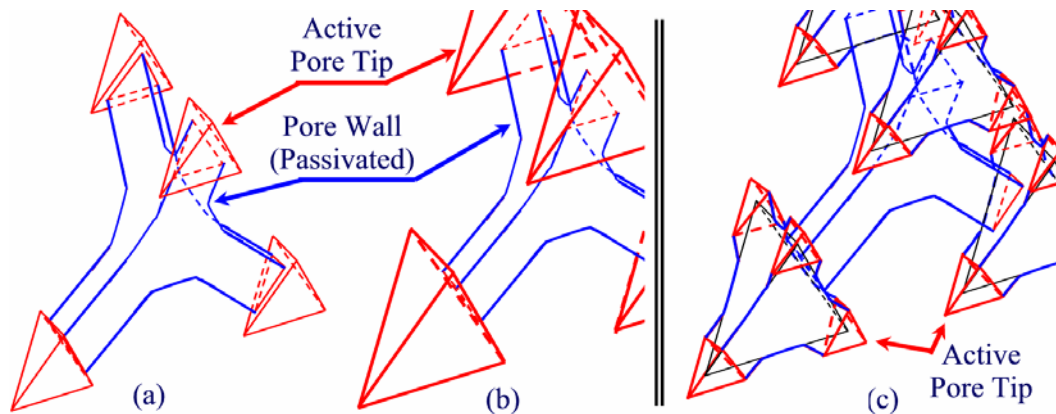 Active
Pore Tip
Pore Wall
(Passivated)
(a)
(b)
(c)
Active
Pore Tip